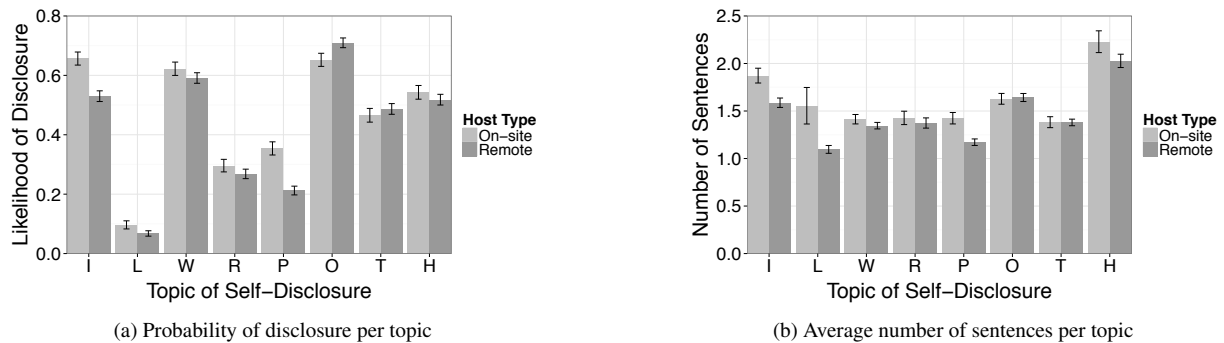 Likelihood of Disclosure
0.8
0.6
0.4
0.2
0.0
I L W R P O T H
Topic of Self−Disclosure
Host Type
On−site
Remote
(a) Probability of disclosure per topic
Number of Sentences
2.5
2.0
1.5
1.0
0.5
0.0
I L W R P O T H
Topic of Self−Disclosure
Host Type
On−site
Remote
(b) Average number of sentences per topic